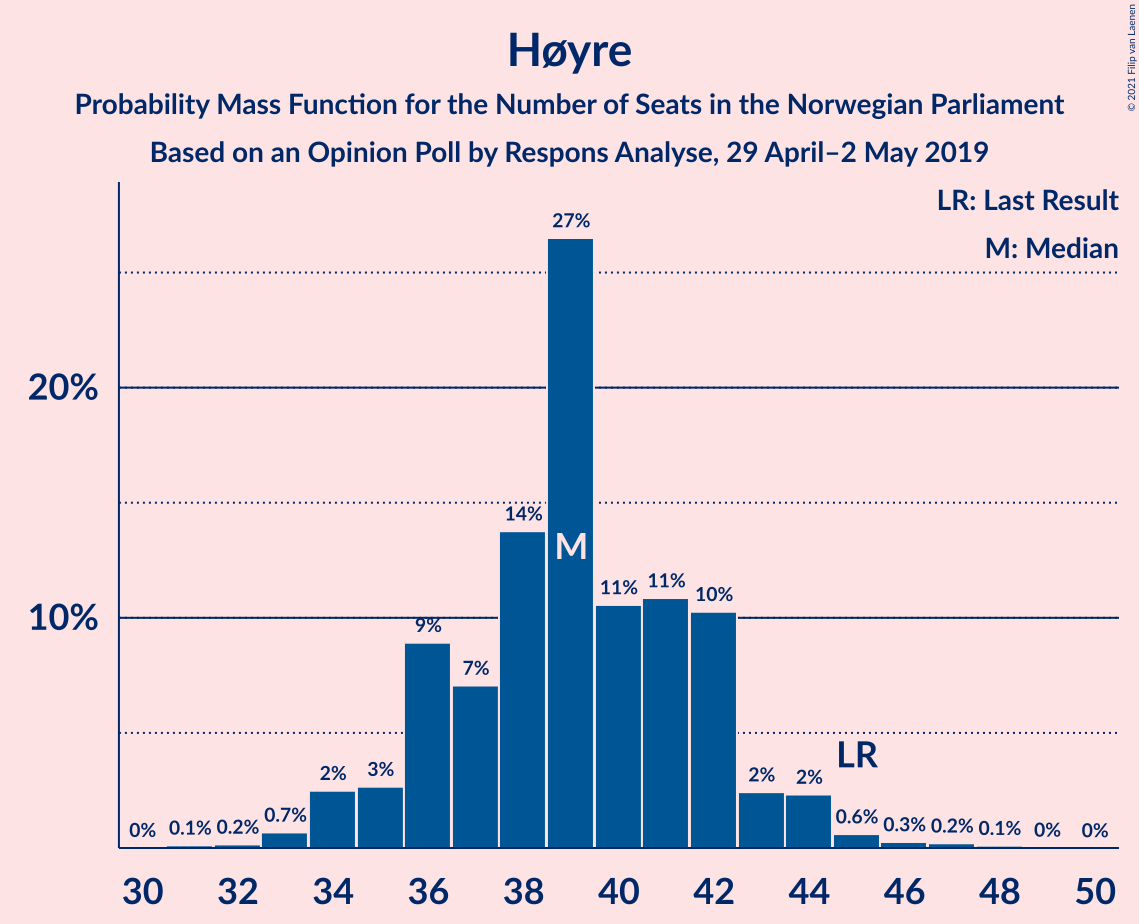 Høyre
Probability Mass Function for the Number of Seats in the Norwegian Parliament
Based on an Opinion Poll by Respons Analyse, 29 April–2 May 2019
© 2021 Filip van Laenen
LR: Last Result
M: Median
20%
10%
0%
0.1%
0.2%
0.7%
2%
3%
9%
7%
14%
27%
M
11%
11%
10%
2%
2%
LR
0.6%
0.3%
0.2%
0.1%
0%
0%
30 32 34 36 38 40 42 44 46 48 50